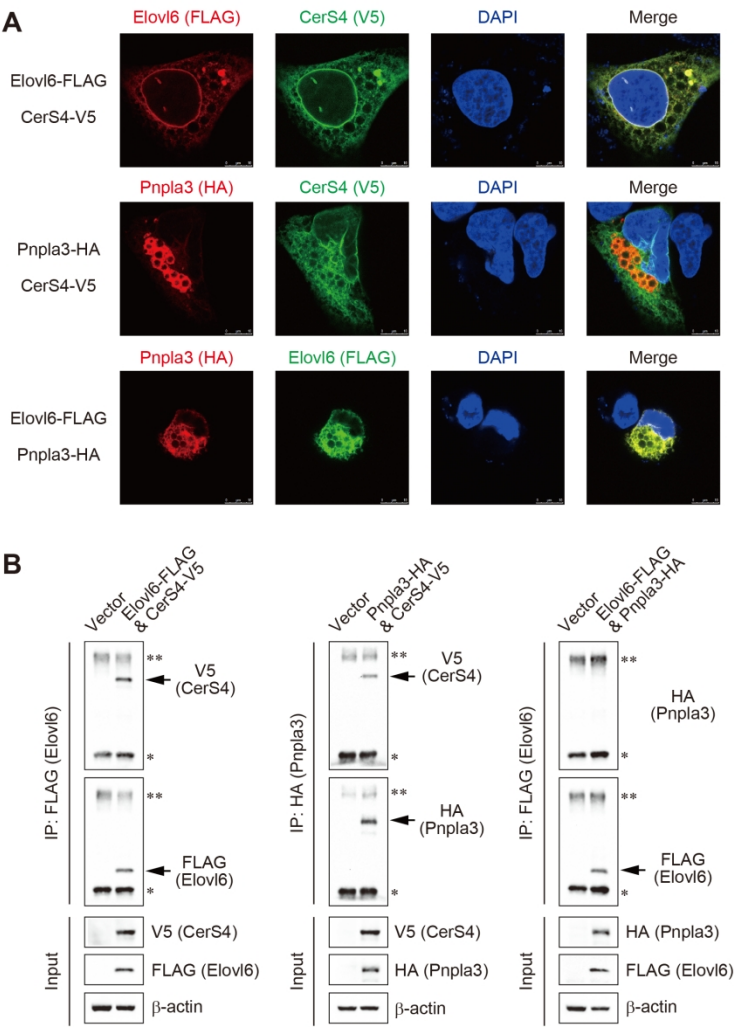 A
Elovl6 (FLAG) CerS4 (V5) DAPI Merge
Elovl6-FLAG
CerS4-V5
Pnpla3 (HA) CerS4 (V5) DAPI Merge
Pnpla3-HA
CerS4-V5
Pnpla3 (HA) Elovl6 (FLAG) DAPI Merge
Elovl6-FLAG
Pnpla3-HA
B
Vector
Elovl6-FLAG
& CerS4-V5
IP: FLAG (Elovl6)
**
V5
(CerS4)
*
**
FLAG
(Elovl6)
*
Input
V5 (CerS4)
FLAG (Elovl6)
β-actin
Vector
Pnpla3-HA
& CerS4-V5
IP: HA (Pnpla3)
**
V5
(CerS4)
*
**
HA
(Pnpla3)
*
Input
V5 (CerS4)
HA (Pnpla3)
β-actin
Vector
Elovl6-FLAG
& Pnpla3-HA
IP: FLAG (Elovl6)
**
HA
(Pnpla3)
*
**
FLAG
(Elovl6)
*
Input
HA (Pnpla3)
FLAG (Elovl6)
β-actin